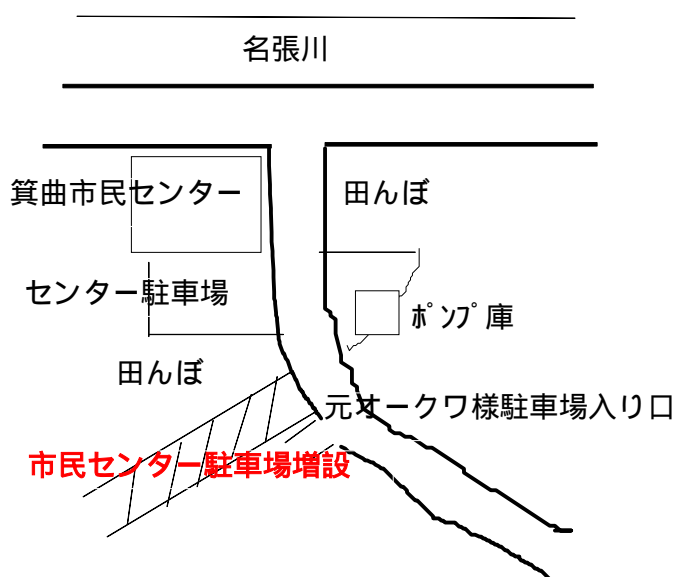 名張川
箕曲市民センター
田んぼ
センター駐車場
ﾎﾟﾝﾌﾟ庫
田んぼ
元オークワ様駐車場入り口
市民センター駐車場増設